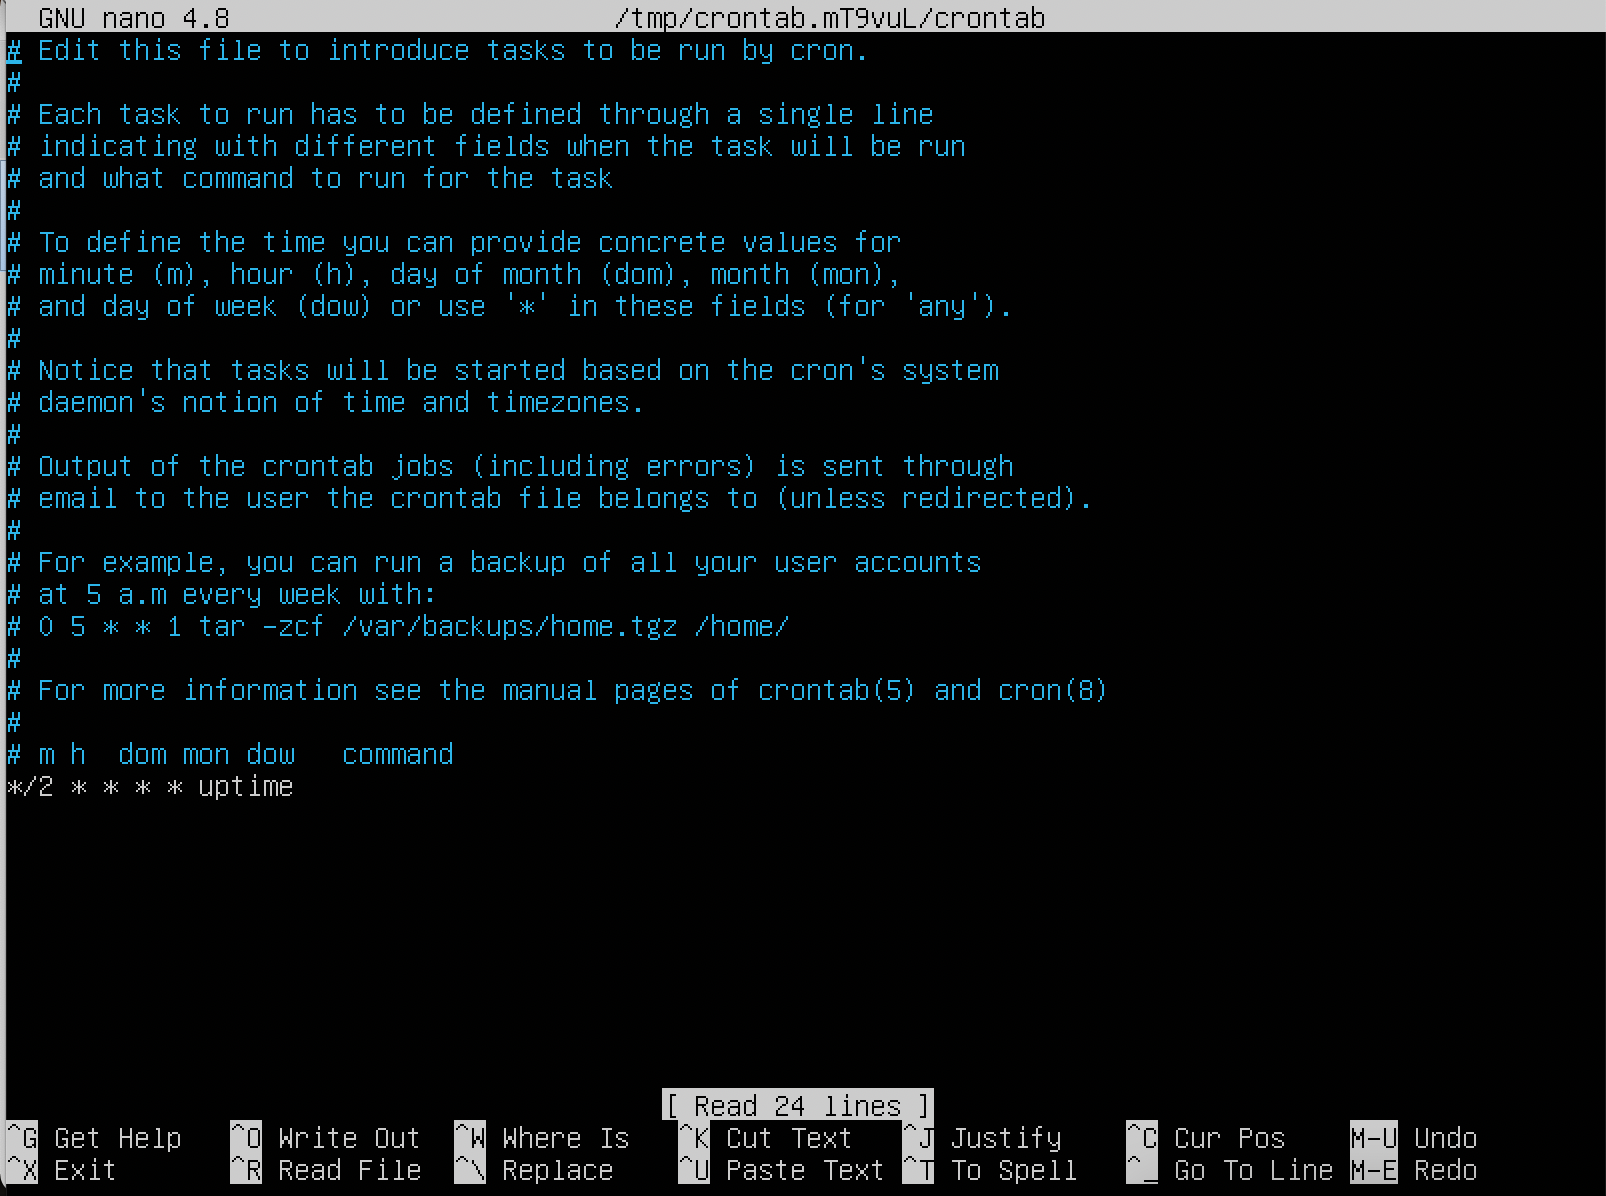 GNU nano 4.8 /tmp/crontab.mT9vuL/crontab
# Edit this file to introduce tasks to be run by cron.
#
# Each task to run has to be defined through a single line
# indicating with different fields when the task will be run
# and what command to run for the task
#
# To define the time you can provide concrete values for
# minute (m), hour (h), day of month (dom), month (mon),
# and day of week (dow) or use '*' in these fields (for 'any').
#
# Notice that tasks will be started based on the cron's system
# daemon's notion of time and timezones.
#
# Output of the crontab jobs (including errors) is sent through
# email to the user the crontab file belongs to (unless redirected).
#
# For example, you can run a backup of all your user accounts
# at 5 a.m every week with:
# 0 5 * * 1 tar -zcf /var/backups/home.tgz /home/
#
# For more information see the manual pages of crontab(5) and cron(8)
#
# m h  dom mon dow   command
*/2 * * * * uptime
[ Read 24 lines ]
^G Get Help ^O Write Out ^W Where Is ^K Cut Text ^J Justify ^C Cur Pos M-U Undo
^X Exit ^R Read File ^\ Replace ^U Paste Text ^T To Spell ^_ Go To Line M-E Redo